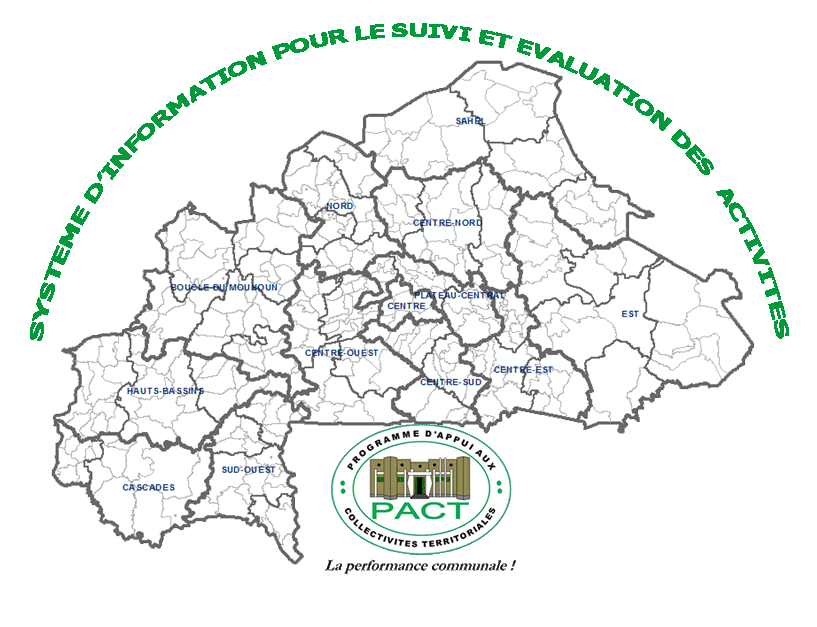 SYSTEME D'INFORMATION POUR LE SUIVI ET EVALUATION DES ACTIVITES
SAHEL
NORD
CENTRE-NORD
BOUCLE DU MOUHOUN
PLATEAU-CENTRAL
CENTRE
EST
CENTRE-OUEST
CENTRE-EST
CENTRE-SUD
HAUTS-BASSINS
SUD-OUEST
CASCADES
PROGRAMME D'APPUI AUX
PACT
COLLECTIVITES TERRITORIALES
La performance communale !